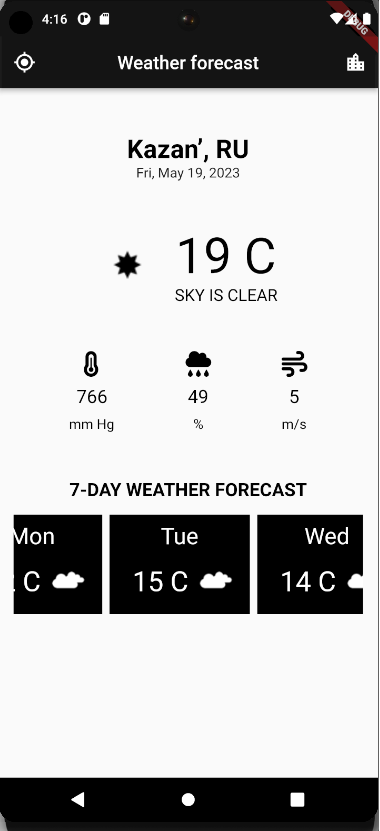 4:16
DEBUG
Weather forecast
Kazan’, RU
Fri, May 19, 2023
19 C
SKY IS CLEAR
766 49 5
mm Hg % m/s
7-DAY WEATHER FORECAST
Mon Tue Wed
C 15 C 14 C